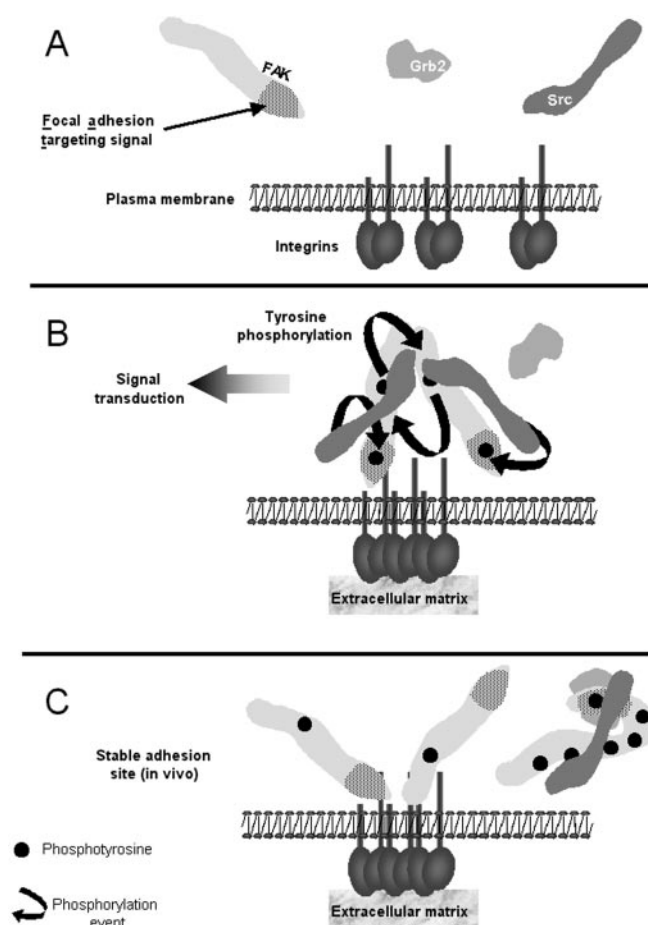 A
FAK
Grb2
Src
Focal adhesion
targeting signal
Plasma membrane
Integrins
B
Tyrosine
phosphorylation
Signal
transduction
Extracellular matrix
C
Stable adhesion
site (in vivo)
Phosphotyrosine
Phosphorylation
event
Extracellular matrix